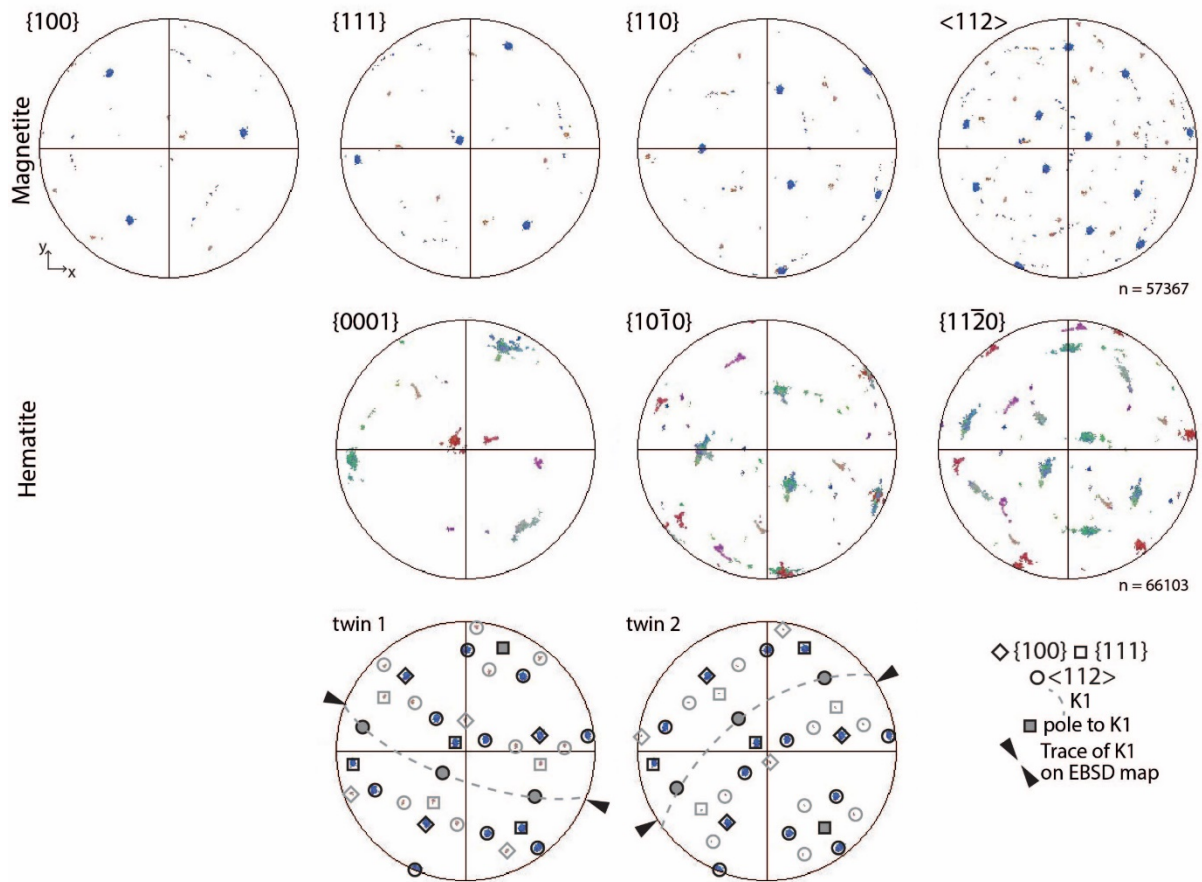 {100}
{111}
{110}
<112>
Magnetite
y
x
n = 57367
{0001}
{101̄0}
{112̄0}
Hematite
n = 66103
twin 1
twin 2
{100} {111}
<112>
K1
pole to K1
Trace of K1
on EBSD map